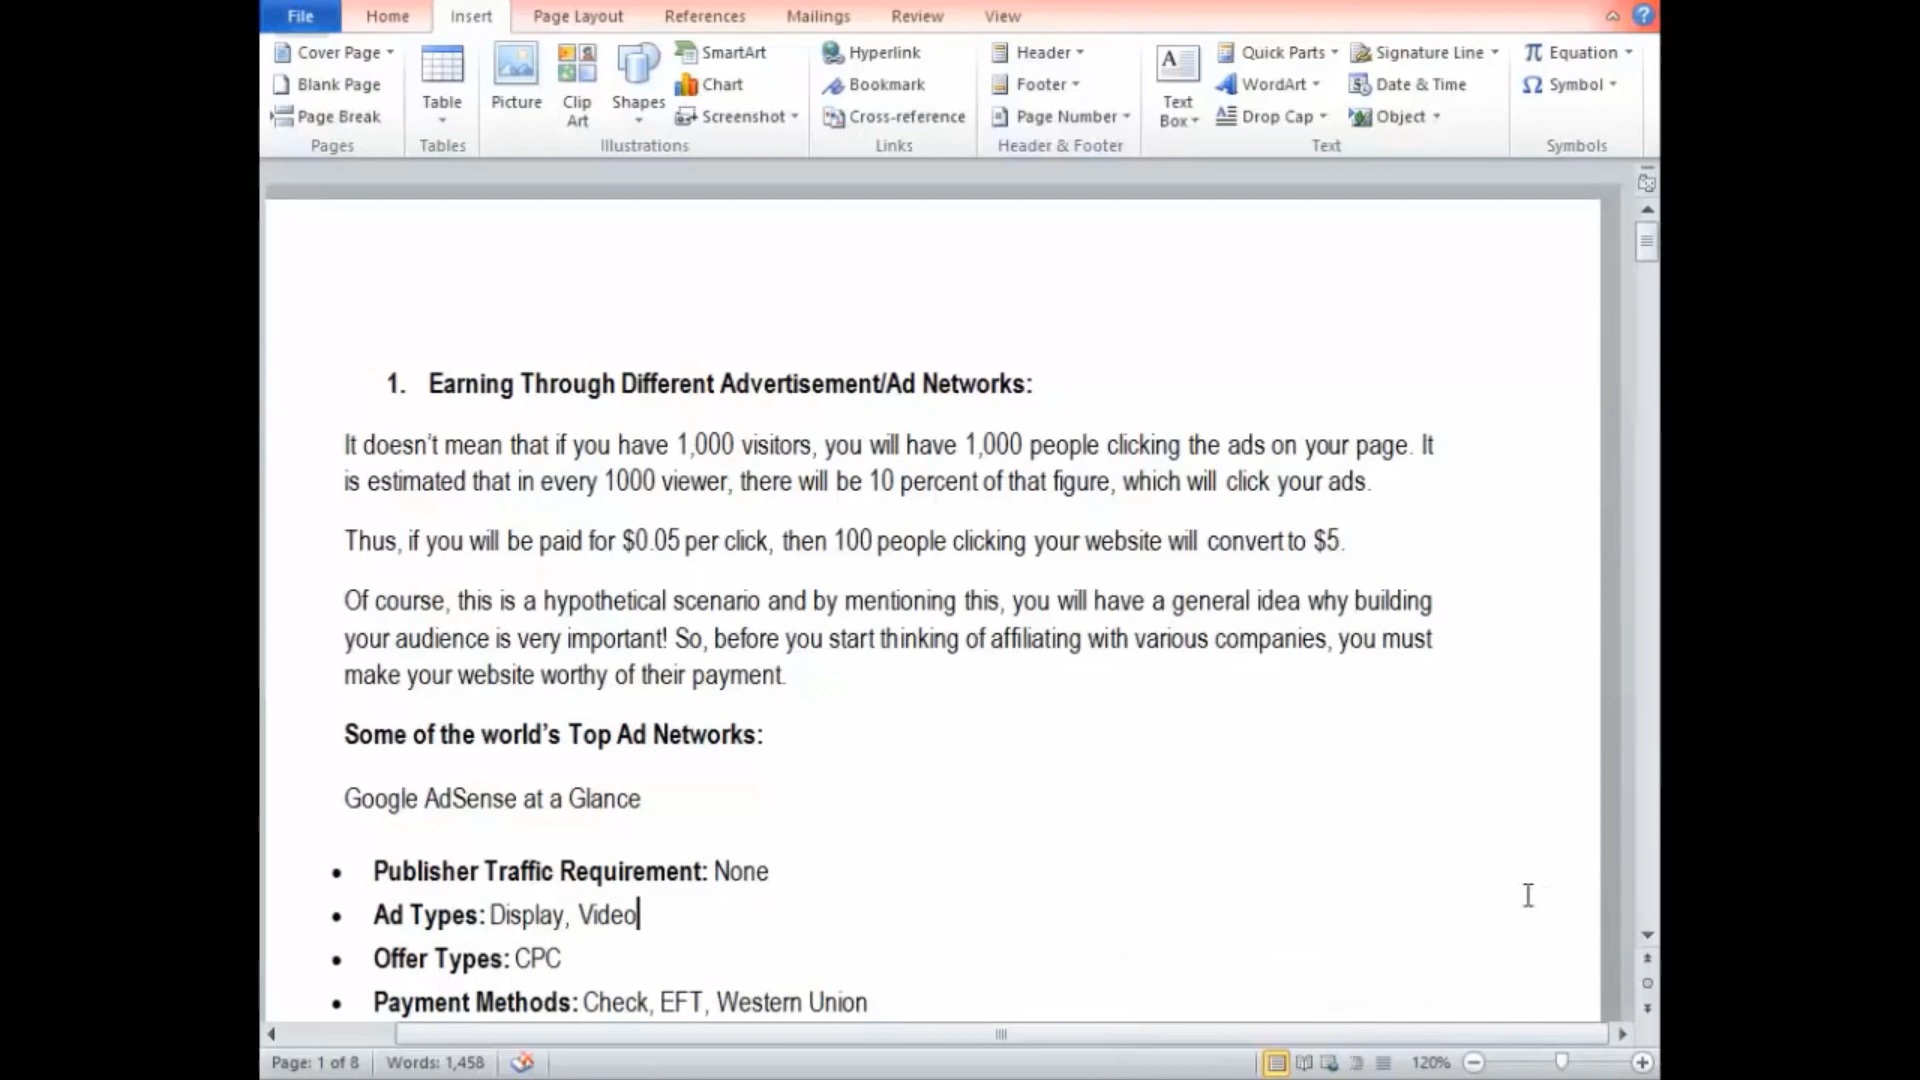 File Home Insert Page Layout References Mailings Review View
Cover Page
Blank Page
Page Break
Pages
Table
Tables
Picture
Clip
Art
Shapes
SmartArt
Chart
Screenshot
Illustrations
Hyperlink
Bookmark
Cross-reference
Links
Header
Footer
Page Number
Header & Footer
Text
Box
Quick Parts
WordArt
Drop Cap
Signature Line
Date & Time
Object
Text
Equation
Symbol
Symbols
1. Earning Through Different Advertisement/Ad Networks:
It doesn't mean that if you have 1,000 visitors, you will have 1,000 people clicking the ads on your page. It
is estimated that in every 1000 viewer, there will be 10 percent of that figure, which will click your ads.
Thus, if you will be paid for $0.05 per click, then 100 people clicking your website will convert to $5.
Of course, this is a hypothetical scenario and by mentioning this, you will have a general idea why building
your audience is very important! So, before you start thinking of affiliating with various companies, you must
make your website worthy of their payment.
Some of the world's Top Ad Networks:
Google AdSense at a Glance
• Publisher Traffic Requirement: None
• Ad Types: Display, Video
• Offer Types: CPC
• Payment Methods: Check, EFT, Western Union
Page: 1 of 8 Words: 1,458 120%